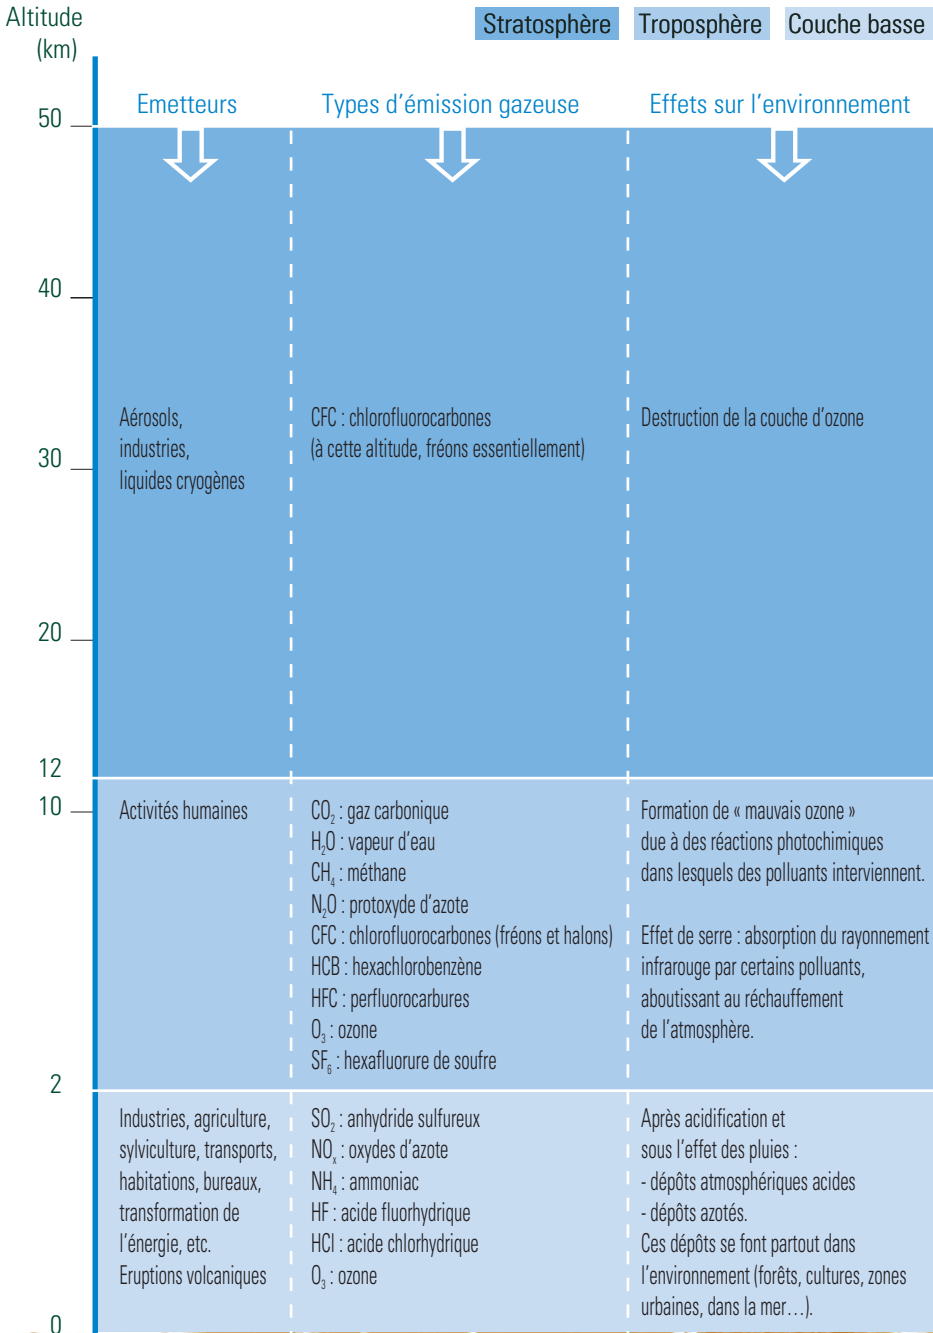 Altitude
(km)
Stratosphère
Troposphère
Couche basse
Emetteurs
Types d'émission gazeuse
Effets sur l'environnement
50
40
30
20
12
10
2
0
Aérosols,
industries,
liquides cryogènes
CFC : chlorofluorocarbones
(à cette altitude, fréons essentiellement)
Destruction de la couche d'ozone
Activités humaines
CO₂ : gaz carbonique
H₂O : vapeur d'eau
CH₄ : méthane
N₂O : protoxyde d'azote
CFC : chlorofluorocarbones (fréons et halons)
HCB : hexachlorobenzène
HFC : perfluorocarbures
O₃ : ozone
SF₆ : hexafluorure de soufre
Formation de « mauvais ozone »
due à des réactions photochimiques
dans lesquels des polluants interviennent.
Effet de serre : absorption du rayonnement
infrarouge par certains polluants,
aboutissant au réchauffement
de l'atmosphère.
Industries, agriculture,
sylviculture, transports,
habitations, bureaux,
transformation de
l'énergie, etc.
Eruptions volcaniques
SO₂ : anhydride sulfureux
NOₓ : oxydes d'azote
NH₄ : ammoniac
HF : acide fluorhydrique
HCl : acide chlorhydrique
O₃ : ozone
Après acidification et
sous l'effet des pluies :
- dépôts atmosphériques acides
- dépôts azotés.
Ces dépôts se font partout dans
l'environnement (forêts, cultures, zones
urbaines, dans la mer…).